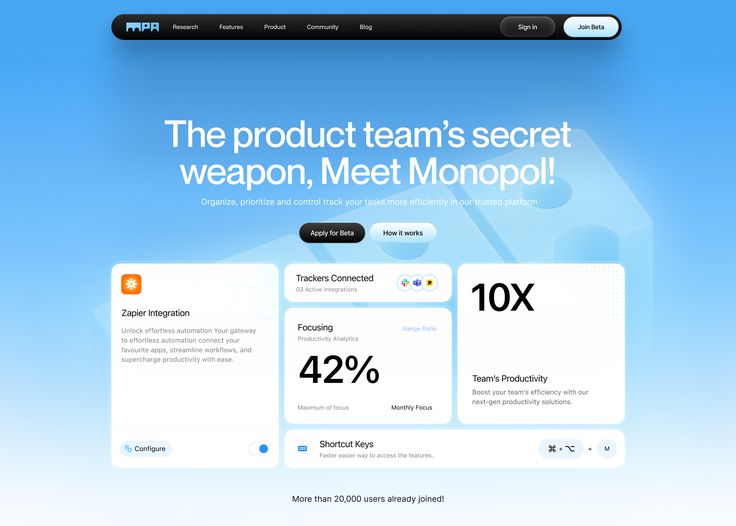 MPA
Research
Features
Product
Community
Blog
Sign in
Join Beta
The product team's secret
weapon, Meet Monopol!
Organize, prioritize and control track your tasks more efficiently in our trusted platform
Apply for Beta
How it works
Zapier Integration
Unlock effortless automation Your gateway
to effortless automation connect your
favourite apps, streamline workflows, and
supercharge productivity with ease.
Configure
Trackers Connected
03 Active Integrations
Focusing
Range Ratio
Productivity Analytics
42%
Maximum of focus
Monthly Focus
10X
Team's Productivity
Boost your team's efficiency with our
next-gen productivity solutions.
Shortcut Keys
Faster easier way to access the features..
⌘ + ⌥ + M
More than 20,000 users already joined!